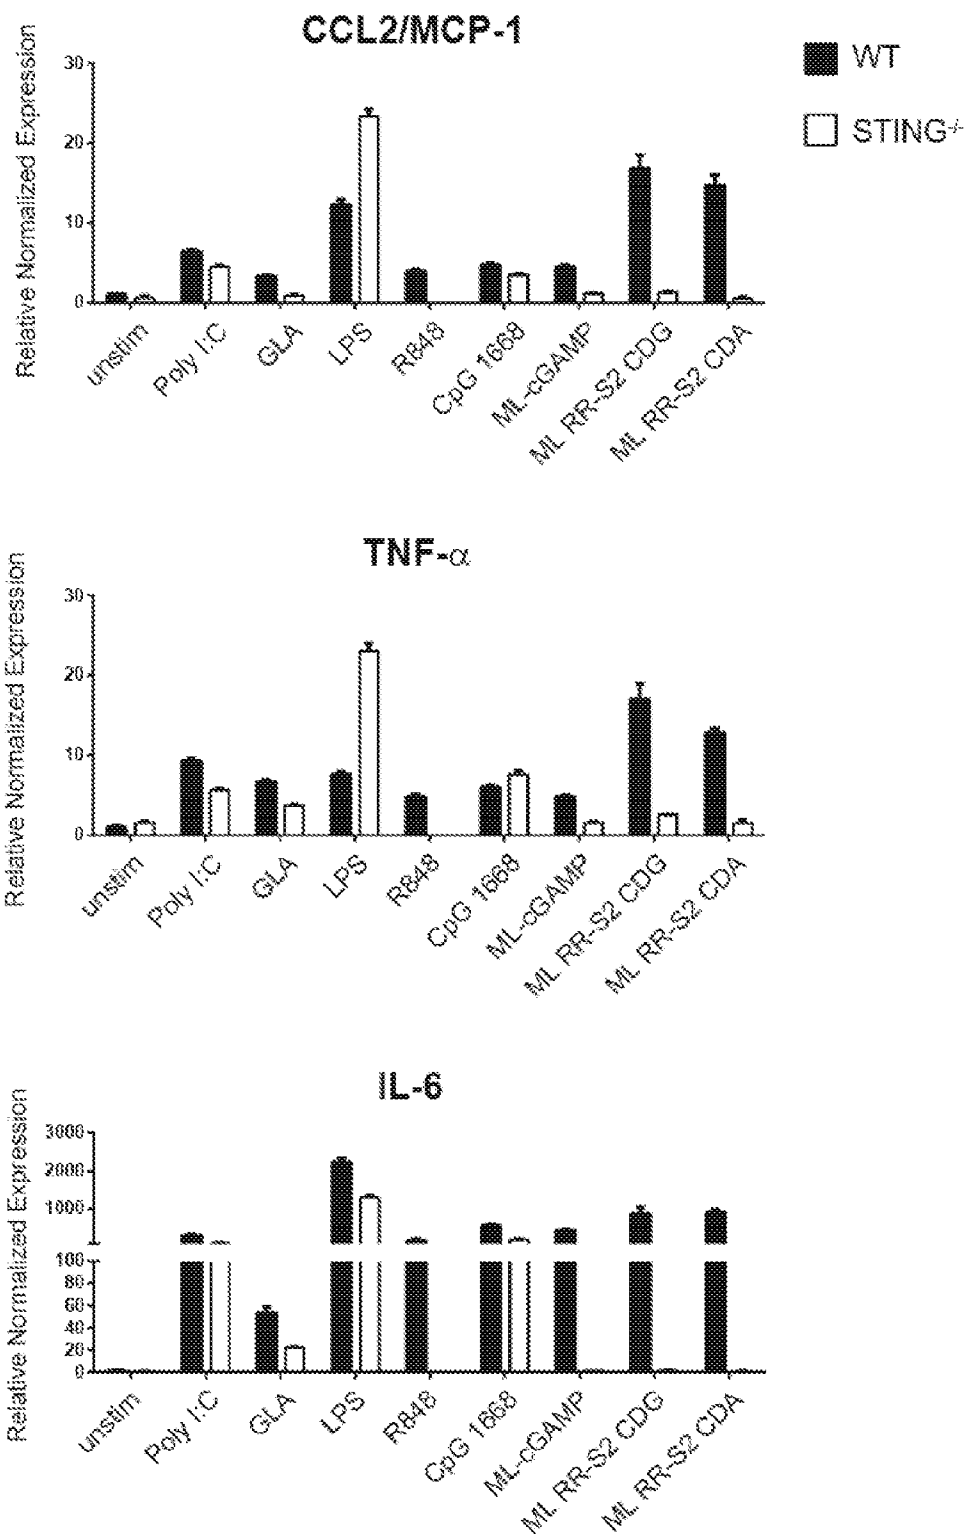 CCL2/MCP-1
WT
STING-/-
Relative Normalized Expression
30
20
10
0
unstim
Poly I:C
GLA
LPS
R848
CpG 1668
ML-cGAMP
ML RR-S2 CDG
ML RR-S2 CDA
TNF-α
Relative Normalized Expression
30
20
10
0
unstim
Poly I:C
GLA
LPS
R848
CpG 1668
ML-cGAMP
ML RR-S2 CDG
ML RR-S2 CDA
IL-6
Relative Normalized Expression
3000
2000
1000
100
80
60
40
20
0
unstim
Poly I:C
GLA
LPS
R848
CpG 1668
ML-cGAMP
ML RR-S2 CDG
ML RR-S2 CDA